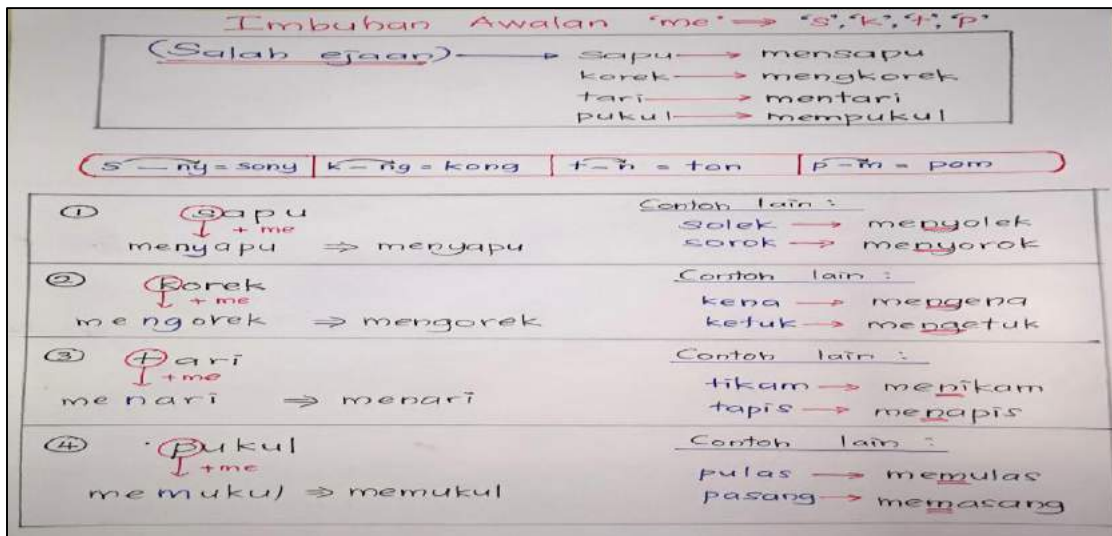 Imbuhan Awalan 'me' ⇒ 's', 'k', 't', 'p'
(Salah ejaan) → sapu → mensapu
korek → mengkorek
tari → mentari
pukul → mempukul
s — ny = sony | k - ng = kong | t - n = ton | p - m = pom
① sapu
↓ + me
menyapu ⇒ menyapu
Contoh lain :
solek → menyolek
sorok → menyorok
② korek
↓ + me
mengorek ⇒ mengorek
Contoh lain :
kena → mengena
ketuk → mengetuk
③ tari
↓ + me
menari ⇒ menari
Contoh lain :
tikam → menikam
tapis → menapis
④ pukul
↓ + me
memukul ⇒ memukul
Contoh lain :
pulas → memulas
pasang → memasang